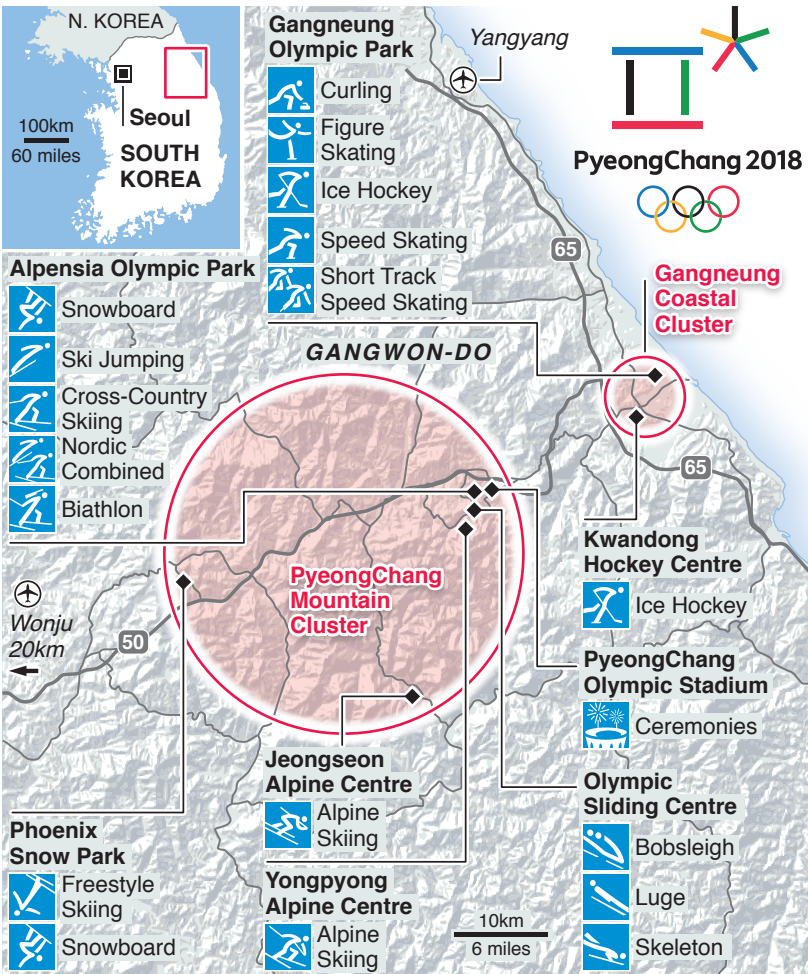 N. KOREA
Seoul
100km
60 miles
SOUTH
KOREA
Gangneung
Olympic Park
Curling
Figure
Skating
Ice Hockey
Speed Skating
Short Track
Speed Skating
Yangyang
PyeongChang 2018
65
Gangneung
Coastal
Cluster
Alpensia Olympic Park
Snowboard
Ski Jumping
Cross-Country
Skiing
Nordic
Combined
Biathlon
GANGWON-DO
65
PyeongChang
Mountain
Cluster
Wonju
20km
50
Kwandong
Hockey Centre
Ice Hockey
PyeongChang
Olympic Stadium
Ceremonies
Jeongseon
Alpine Centre
Alpine
Skiing
Olympic
Sliding Centre
Bobsleigh
Luge
Skeleton
Phoenix
Snow Park
Freestyle
Skiing
Snowboard
Yongpyong
Alpine Centre
Alpine
Skiing
10km
6 miles